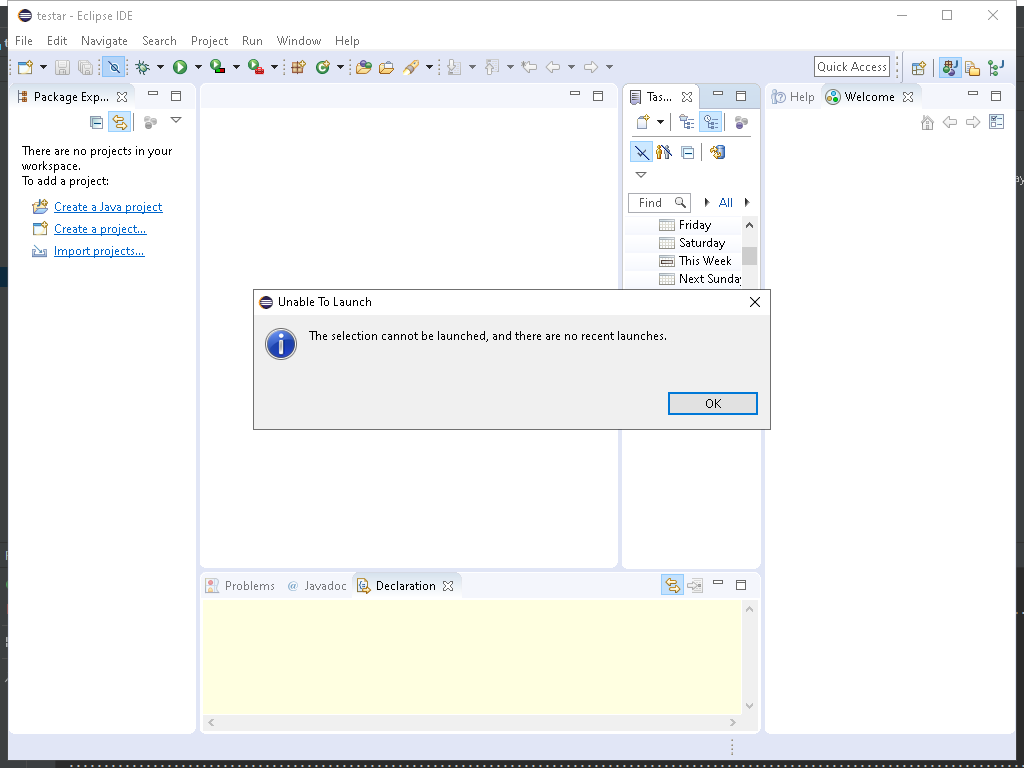 testar - Eclipse IDE
File Edit Navigate Search Project Run Window Help
Quick Access
Package Exp...
There are no projects in your
workspace.
To add a project:
Create a Java project
Create a project...
Import projects...
Tas...
Find
All
Friday
Saturday
This Week
Next Sunday
Help
Welcome
Unable To Launch
The selection cannot be launched, and there are no recent launches.
OK
Problems
@ Javadoc
Declaration